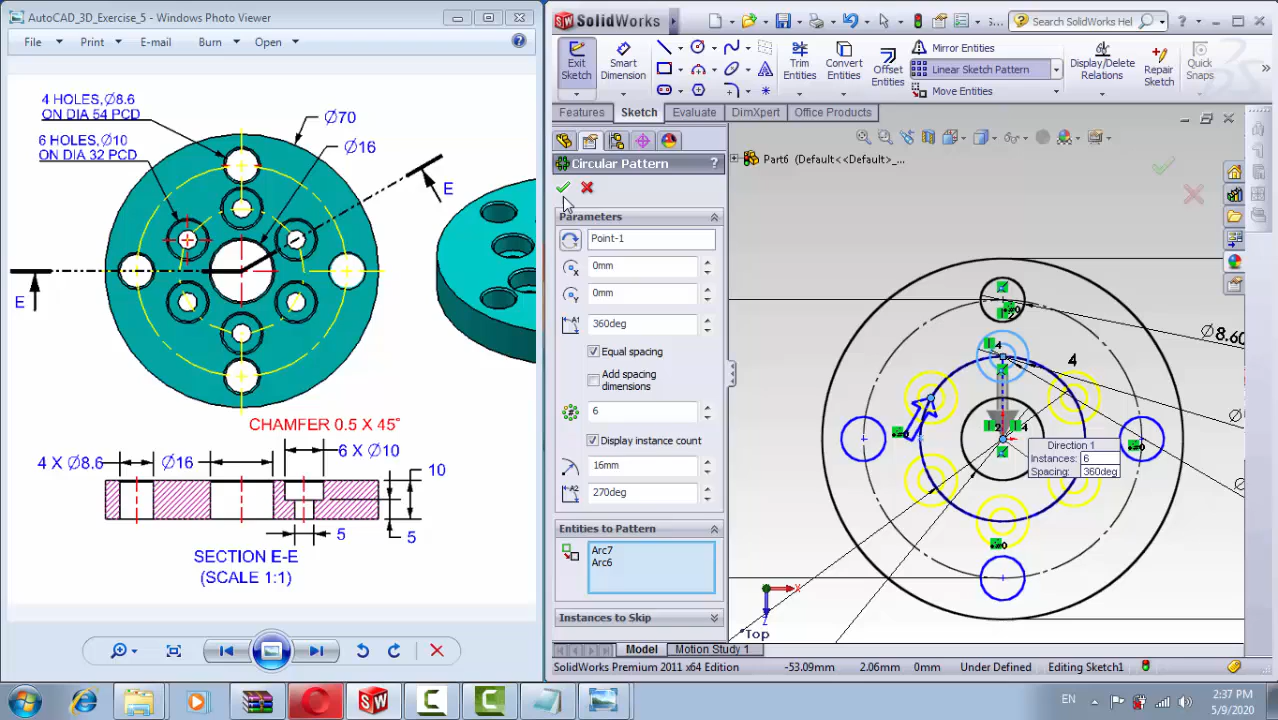 AutoCAD_3D_Exercise_5 - Windows Photo Viewer
File Print E-mail Burn Open
4 HOLES,Ø8.6
ON DIA 54 PCD
6 HOLES,Ø10
ON DIA 32 PCD
Ø70
Ø16
E
E
CHAMFER 0.5 X 45°
6 X Ø10
4 X Ø8.6 Ø16
10
5
5
SECTION E-E
(SCALE 1:1)
SolidWorks
Search SolidWorks Hel
Exit Sketch
Smart Dimension
Trim Entities
Convert Entities
Offset Entities
Mirror Entities
Linear Sketch Pattern
Move Entities
Display/Delete Relations
Repair Sketch
Quick Snaps
Features Sketch Evaluate DimXpert Office Products
Circular Pattern ?
Part6 (Default<<Default>_...
Parameters
Point-1
0mm
0mm
360deg
Equal spacing
Add spacing dimensions
6
Display instance count
16mm
270deg
Entities to Pattern
Arc7
Arc6
Instances to Skip
Ø8.60
4
Direction 1
Instances: 6
Spacing: 360deg
X
Z
*Top
Model Motion Study 1
SolidWorks Premium 2011 x64 Edition -53.09mm 2.06mm 0mm Under Defined Editing Sketch1
EN
2:37 PM
5/9/2020